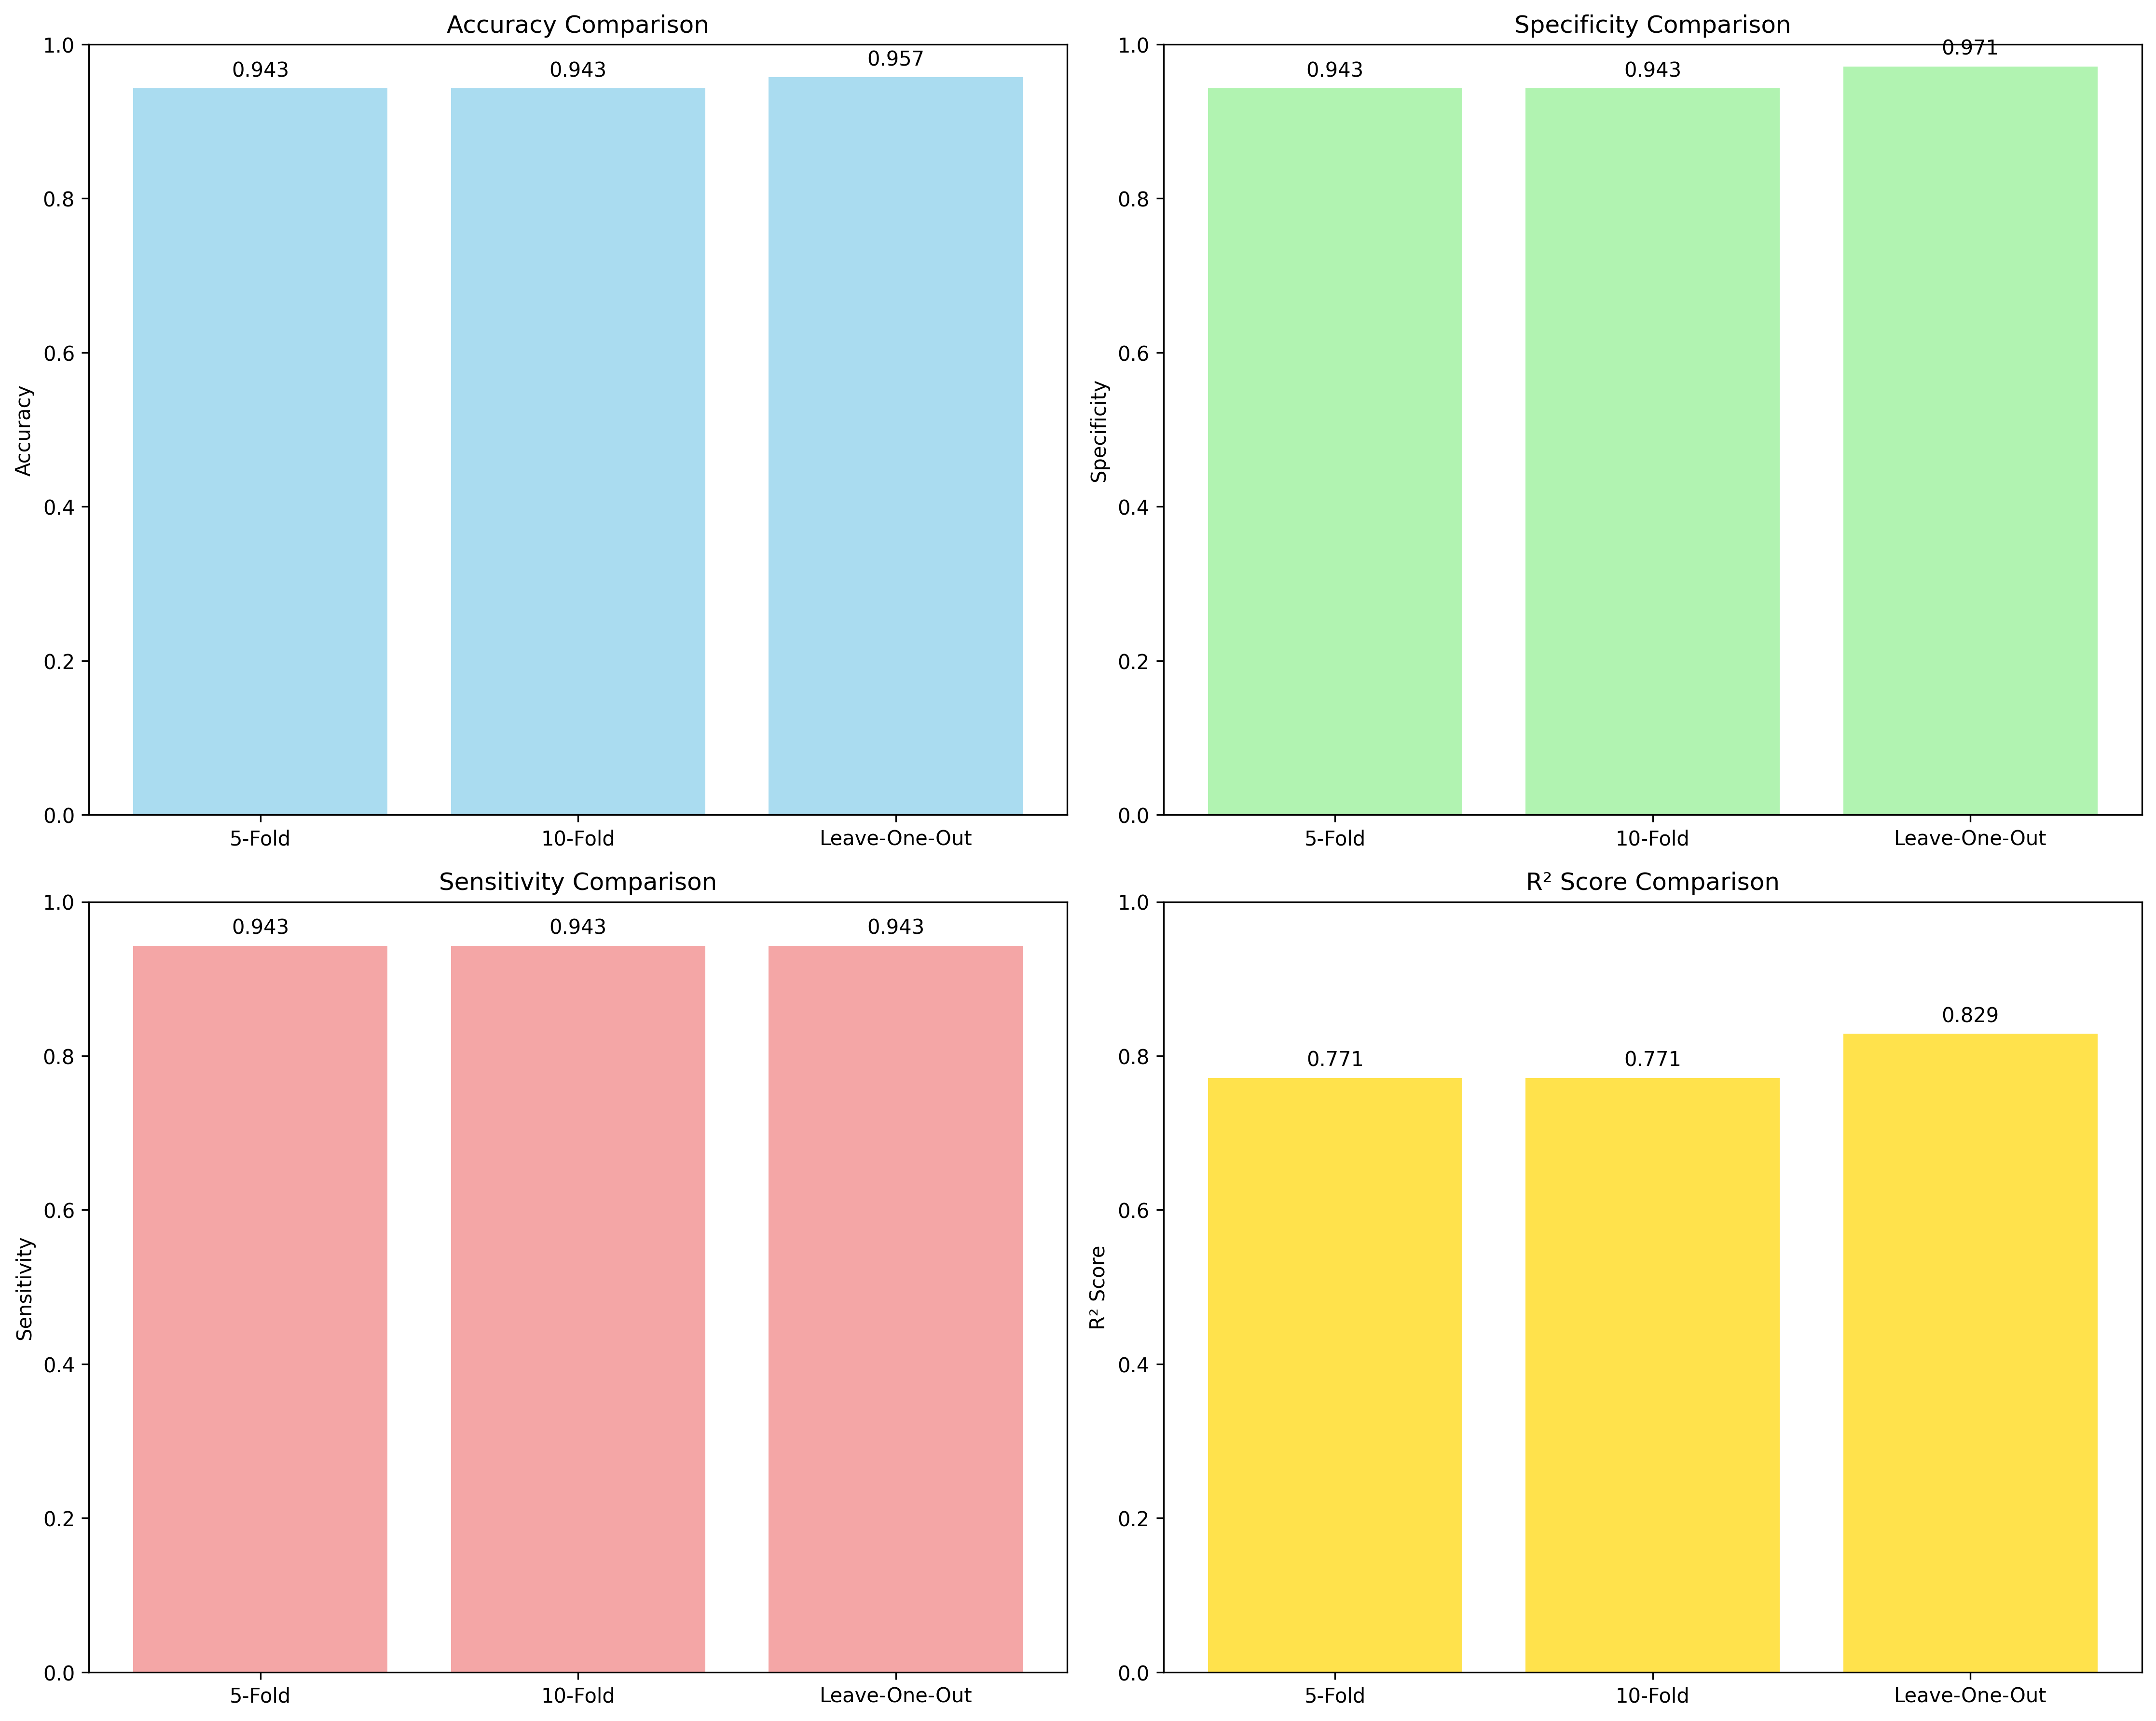 Accuracy Comparison
1.0
0.8
0.6
0.4
0.2
0.0
Accuracy
0.943
0.943
0.957
5-Fold
10-Fold
Leave-One-Out
Specificity Comparison
1.0
0.8
0.6
0.4
0.2
0.0
Specificity
0.943
0.943
0.971
5-Fold
10-Fold
Leave-One-Out
Sensitivity Comparison
1.0
0.8
0.6
0.4
0.2
0.0
Sensitivity
0.943
0.943
0.943
5-Fold
10-Fold
Leave-One-Out
R² Score Comparison
1.0
0.8
0.6
0.4
0.2
0.0
R² Score
0.771
0.771
0.829
5-Fold
10-Fold
Leave-One-Out